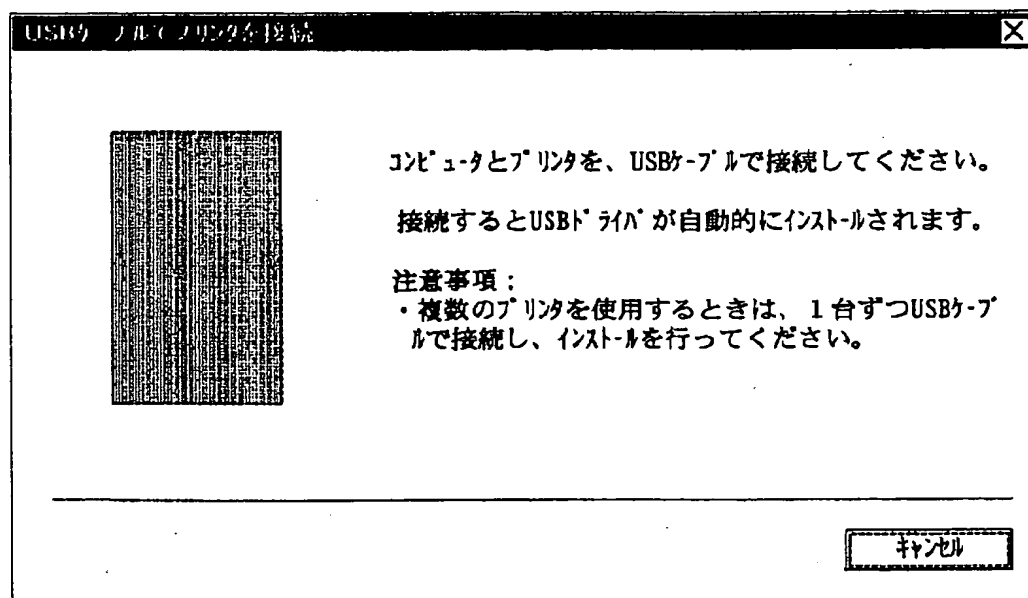 USBケーブルでプリンタを接続
コンピュータとプリンタを、USBケーブルで接続してください。
接続するとUSBドライバが自動的にインストールされます。
注意事項：
・複数のプリンタを使用するときは、1台ずつUSBケーブ
ルで接続し、インストールを行ってください。
キャンセル